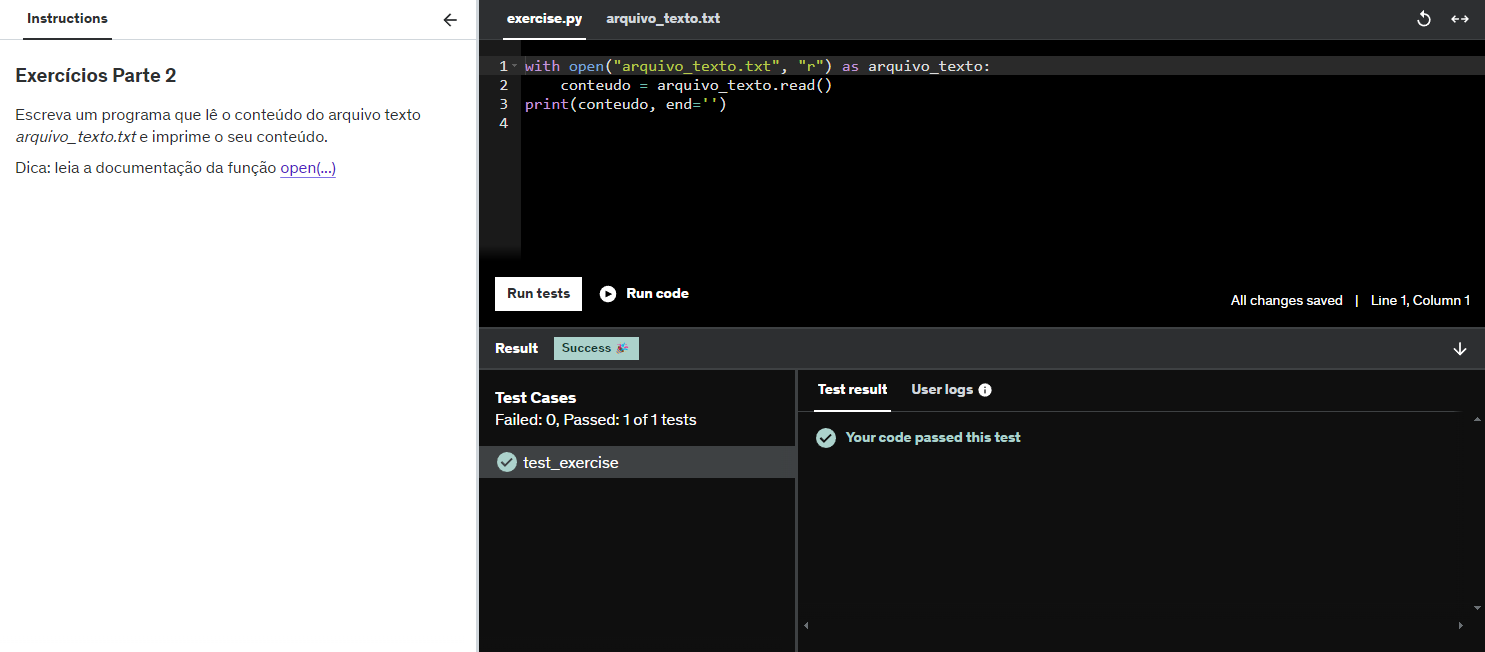 Instructions
Exercícios Parte 2
Escreva um programa que lê o conteúdo do arquivo texto
arquivo_texto.txt e imprime o seu conteúdo.
Dica: leia a documentação da função open(...)
exercise.py arquivo_texto.txt
1 with open("arquivo_texto.txt", "r") as arquivo_texto:
2     conteudo = arquivo_texto.read()
3 print(conteudo, end='')
4
Run tests Run code
All changes saved | Line 1, Column 1
Result Success
Test Cases
Failed: 0, Passed: 1 of 1 tests
test_exercise
Test result User logs
Your code passed this test